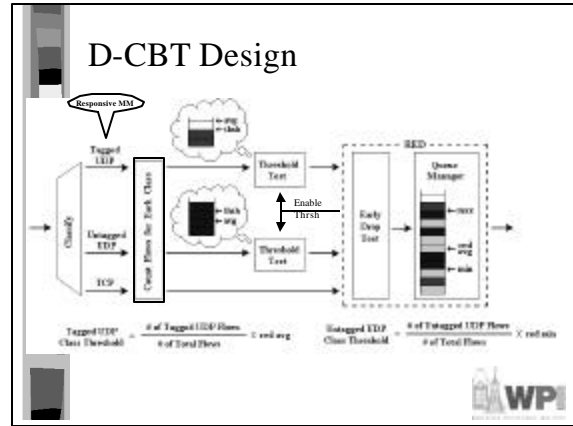 D-CBT Design
Responsive MM
Tagged
UDP
avg
thsh
Threshold
Test
RED
Queue
Manager
Classify
Untagged
UDP
Count Flows for Each Class
thsh
avg
Enable
Thrsh
Threshold
Test
Early
Drop
Test
max
red
avg
min
TCP
Tagged UDP
Class Threshold
=
# of Tagged UDP Flows
# of Total Flows
X red avg
Untagged UDP
Class Threshold
=
# of Untagged UDP Flows
# of Total Flows
X red min
WPI